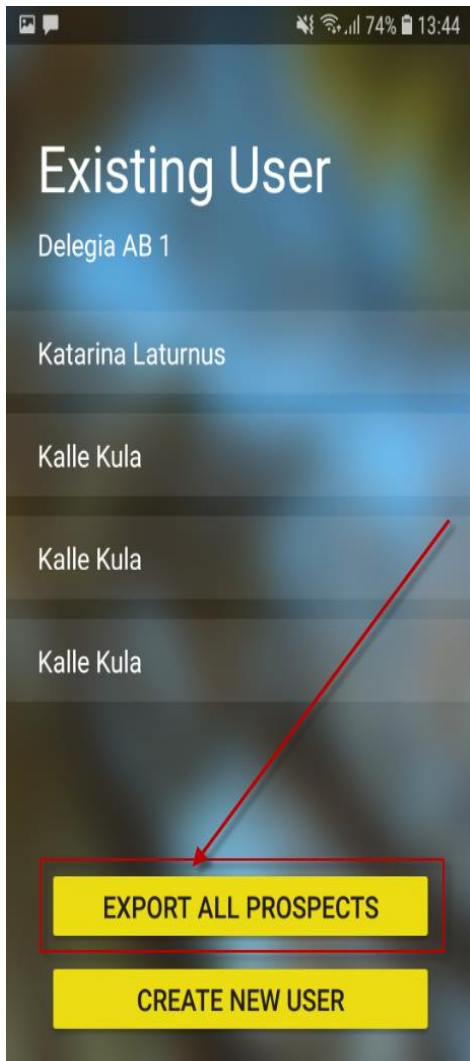 74% 13:44
Existing User
Delegia AB 1
Katarina Laturnus
Kalle Kula
Kalle Kula
Kalle Kula
EXPORT ALL PROSPECTS
CREATE NEW USER